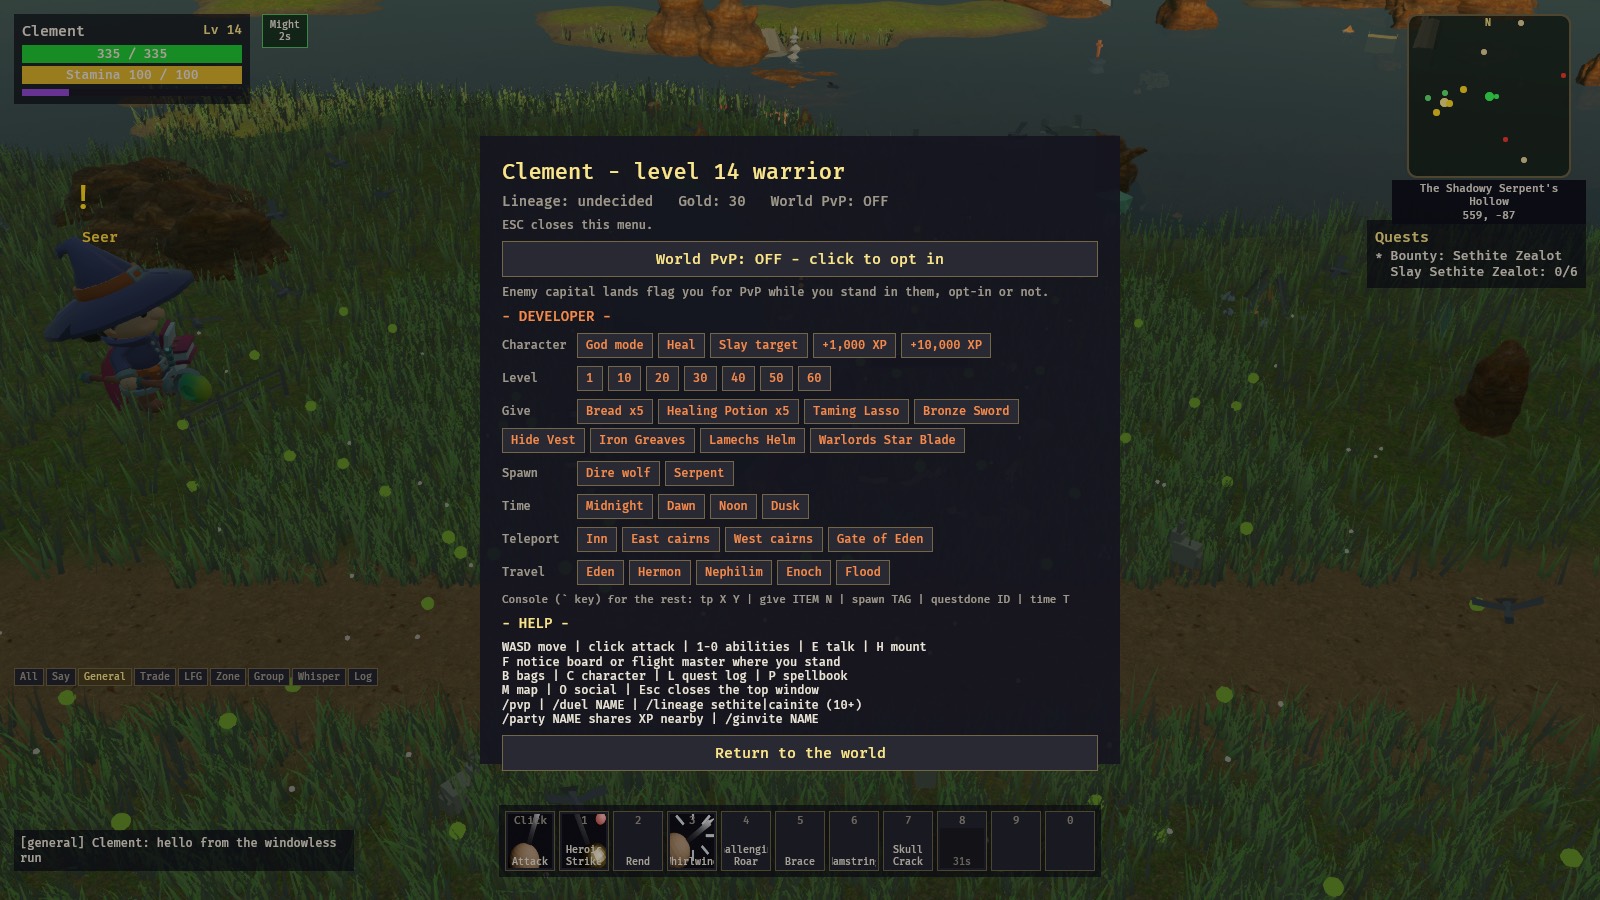 Clement Lv 14
335 / 335
Stamina 100 / 100
Might
2s
N
The Shadowy Serpent's
Hollow
559, -87
Quests
* Bounty: Sethite Zealot
Slay Sethite Zealot: 0/6
!
Seer
Clement - level 14 warrior
Lineage: undecided Gold: 30 World PvP: OFF
ESC closes this menu.
World PvP: OFF - click to opt in
Enemy capital lands flag you for PvP while you stand in them, opt-in or not.
- DEVELOPER -
Character God mode Heal Slay target +1,000 XP +10,000 XP
Level 1 10 20 30 40 50 60
Give Bread x5 Healing Potion x5 Taming Lasso Bronze Sword
Hide Vest Iron Greaves Lamechs Helm Warlords Star Blade
Spawn Dire wolf Serpent
Time Midnight Dawn Noon Dusk
Teleport Inn East cairns West cairns Gate of Eden
Travel Eden Hermon Nephilim Enoch Flood
Console (` key) for the rest: tp X Y | give ITEM N | spawn TAG | questdone ID | time T
- HELP -
WASD move | click attack | 1-0 abilities | E talk | H mount
F notice board or flight master where you stand
B bags | C character | L quest log | P spellbook
M map | O social | Esc closes the top window
/pvp | /duel NAME | /lineage sethite|cainite (10+)
/party NAME shares XP nearby | /ginvite NAME
Return to the world
All Say General Trade LFG Zone Group Whisper Log
[general] Clement: hello from the windowless
run
Click 1 2 3 4 5 6 7 8 9 0
Attack Heroic Strike Rend hirlwin allengi Roar Brace amstrin Skull Crack 31s